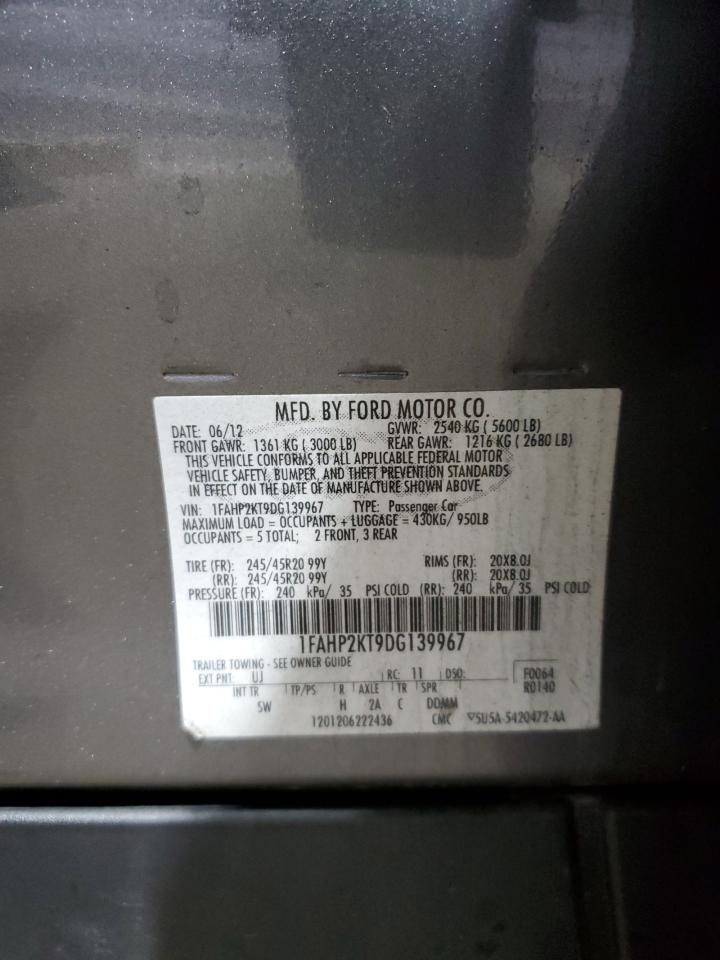 MFD. BY FORD MOTOR CO.
DATE: 06/12 GVWR: 2540 KG ( 5600 LB)
FRONT GAWR: 1361 KG ( 3000 LB) REAR GAWR: 1216 KG ( 2680 LB)
THIS VEHICLE CONFORMS TO ALL APPLICABLE FEDERAL MOTOR
VEHICLE SAFETY, BUMPER, AND THEFT PREVENTION STANDARDS
IN EFFECT ON THE DATE OF MANUFACTURE SHOWN ABOVE.
VIN: 1FAHP2KT9DG139967 TYPE: Passenger Car
MAXIMUM LOAD = OCCUPANTS + LUGGAGE = 430KG/ 950LB
OCCUPANTS = 5 TOTAL; 2 FRONT, 3 REAR
TIRE (FR): 245/45R20 99Y RIMS (FR): 20X8.0J
(RR): 245/45R20 99Y (RR): 20X8.0J
PRESSURE (FR): 240 kPa/ 35 PSI COLD (RR): 240 kPa/ 35 PSI COLD
1FAHP2KT9DG139967
TRAILER TOWING - SEE OWNER GUIDE
EXT PNT: UJ RC: 11 DSO: F0064
INT TR TP/PS R AXLE TR SPR R0140
SW H 2A C DDMM
1201206222436 CMC 5U5A-5420472-AA